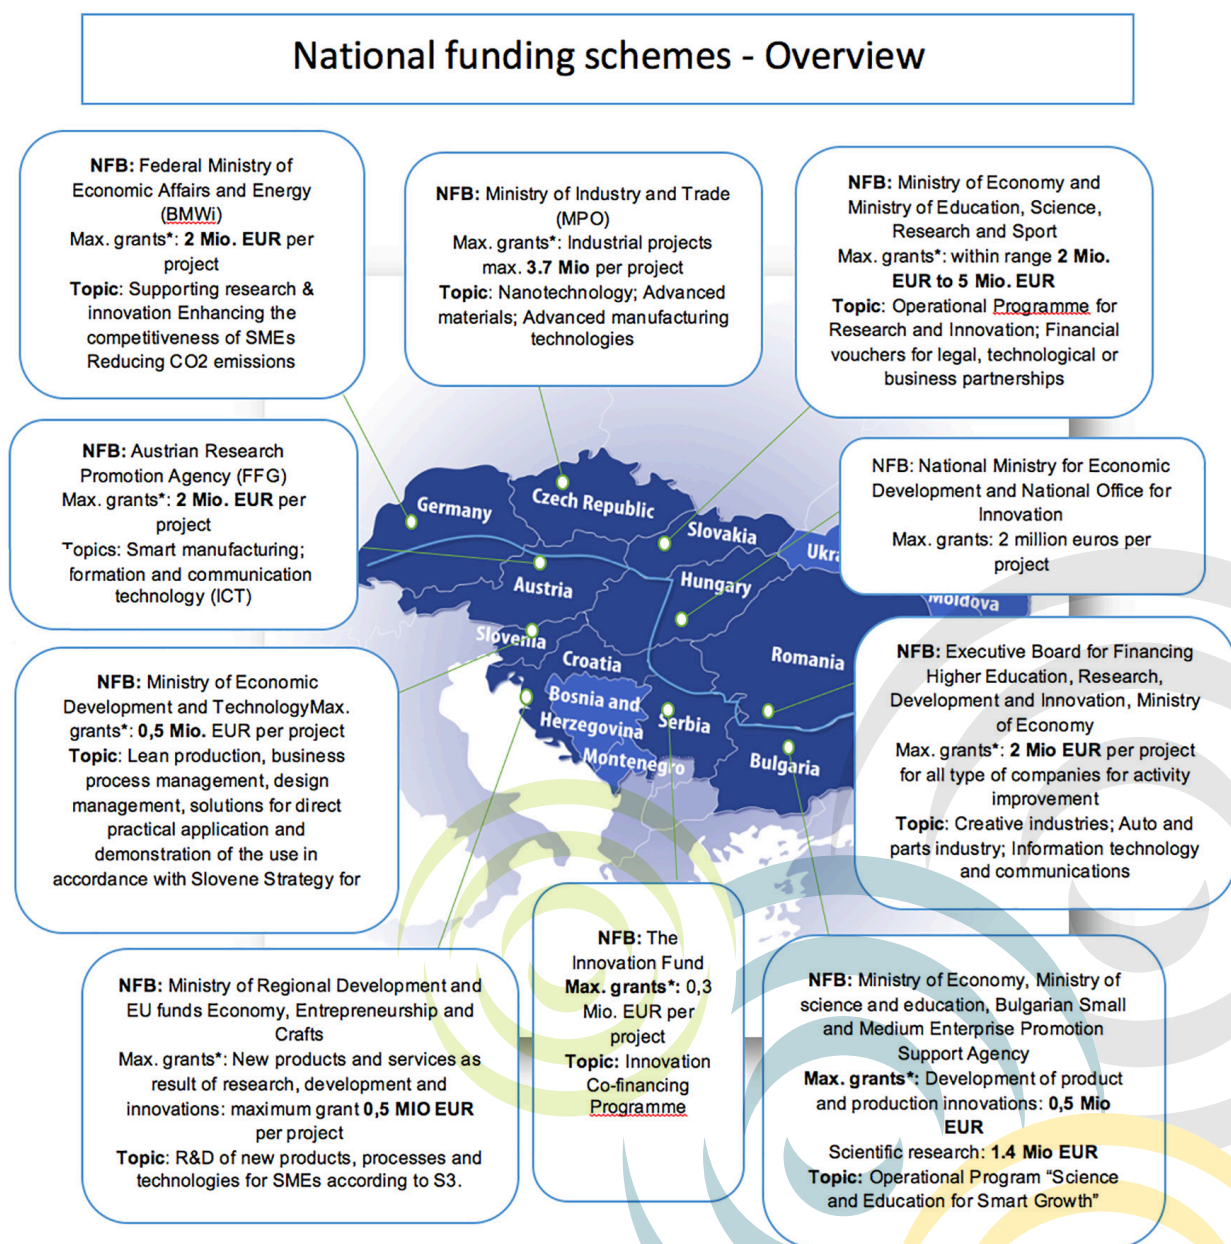 National funding schemes - Overview
NFB: Federal Ministry of
Economic Affairs and Energy
(BMWi)
Max. grants*: 2 Mio. EUR per
project
Topic: Supporting research &
innovation Enhancing the
competitiveness of SMEs
Reducing CO2 emissions
NFB: Ministry of Industry and Trade
(MPO)
Max. grants*: Industrial projects
max. 3.7 Mio per project
Topic: Nanotechnology; Advanced
materials; Advanced manufacturing
technologies
NFB: Ministry of Economy and
Ministry of Education, Science,
Research and Sport
Max. grants*: within range 2 Mio.
EUR to 5 Mio. EUR
Topic: Operational Programme for
Research and Innovation; Financial
vouchers for legal, technological or
business partnerships
NFB: Austrian Research
Promotion Agency (FFG)
Max. grants*: 2 Mio. EUR per
project
Topics: Smart manufacturing;
formation and communication
technology (ICT)
NFB: National Ministry for Economic
Development and National Office for
Innovation
Max. grants: 2 million euros per
project
Germany
Czech Republic
Slovakia
Ukra
Austria
Hungary
Moldova
Slovenia
Croatia
Romania
Bosnia and
Herzegovina
Serbia
Montenegro
Bulgaria
NFB: Ministry of Economic
Development and TechnologyMax.
grants*: 0,5 Mio. EUR per project
Topic: Lean production, business
process management, design
management, solutions for direct
practical application and
demonstration of the use in
accordance with Slovene Strategy for
NFB: Executive Board for Financing
Higher Education, Research,
Development and Innovation, Ministry
of Economy
Max. grants*: 2 Mio EUR per project
for all type of companies for activity
improvement
Topic: Creative industries; Auto and
parts industry; Information technology
and communications
NFB: Ministry of Regional Development and
EU funds Economy, Entrepreneurship and
Crafts
Max. grants*: New products and services as
result of research, development and
innovations: maximum grant 0,5 MIO EUR
per project
Topic: R&D of new products, processes and
technologies for SMEs according to S3.
NFB: The
Innovation Fund
Max. grants*: 0,3
Mio. EUR per
project
Topic: Innovation
Co-financing
Programme
NFB: Ministry of Economy, Ministry of
science and education, Bulgarian Small
and Medium Enterprise Promotion
Support Agency
Max. grants*: Development of product
and production innovations: 0,5 Mio
EUR
Scientific research: 1.4 Mio EUR
Topic: Operational Program “Science
and Education for Smart Growth”